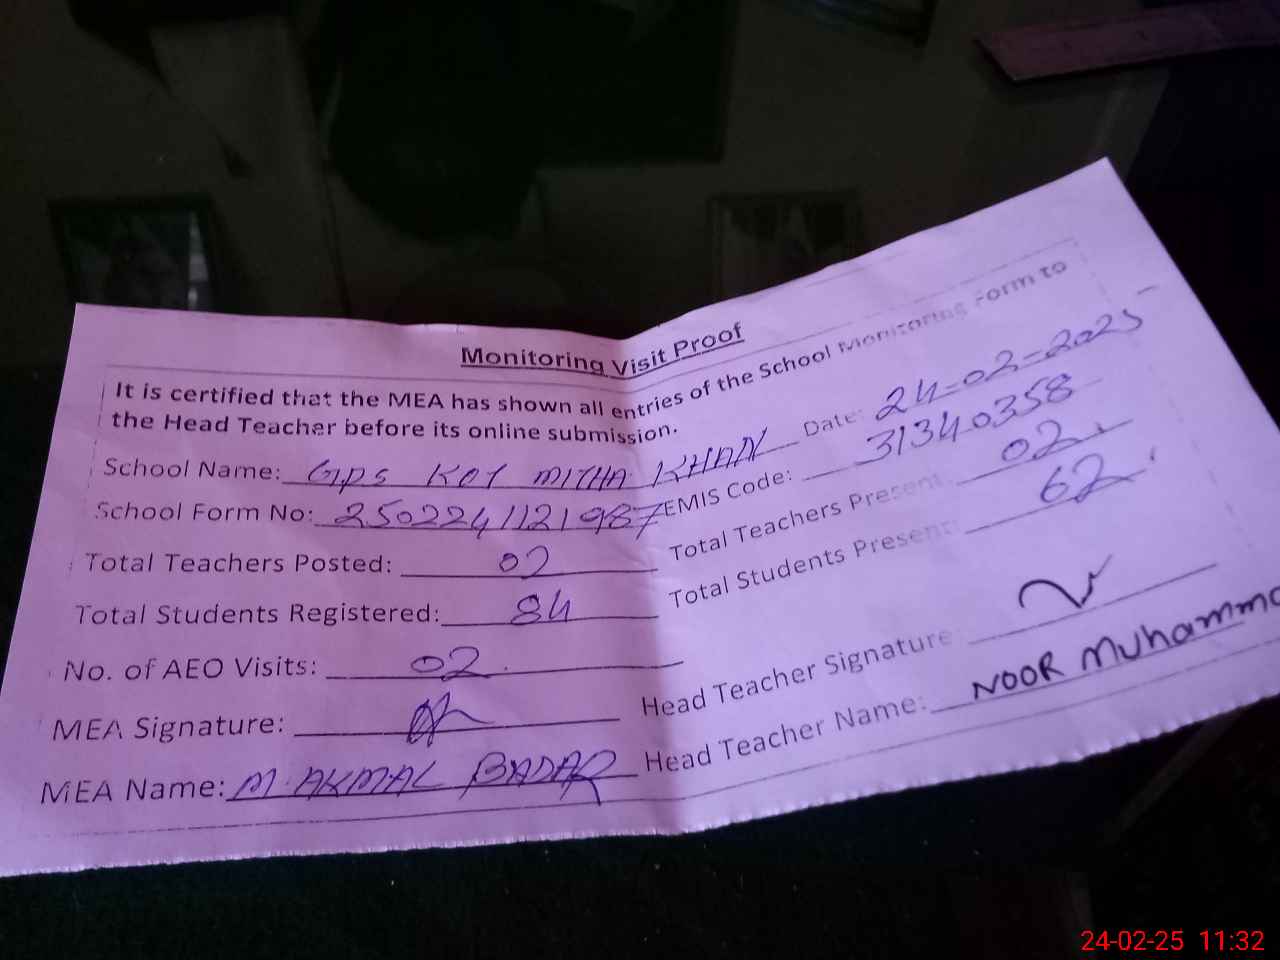 Monitoring Visit Proof
It is certified that the MEA has shown all entries of the School Monitoring Form to
the Head Teacher before its online submission.
School Name: GPS KOT MITHA KHAN Date: 24-02-2025
School Form No: 2502241121987 EMIS Code: 31340358
Total Teachers Posted: 02 Total Teachers Present: 02
Total Students Registered: 84 Total Students Present: 62
No. of AEO Visits: 02
MEA Signature: Head Teacher Signature:
MEA Name: M. AKMAL BADAR Head Teacher Name: NOOR Muhamma
24-02-25 11:32